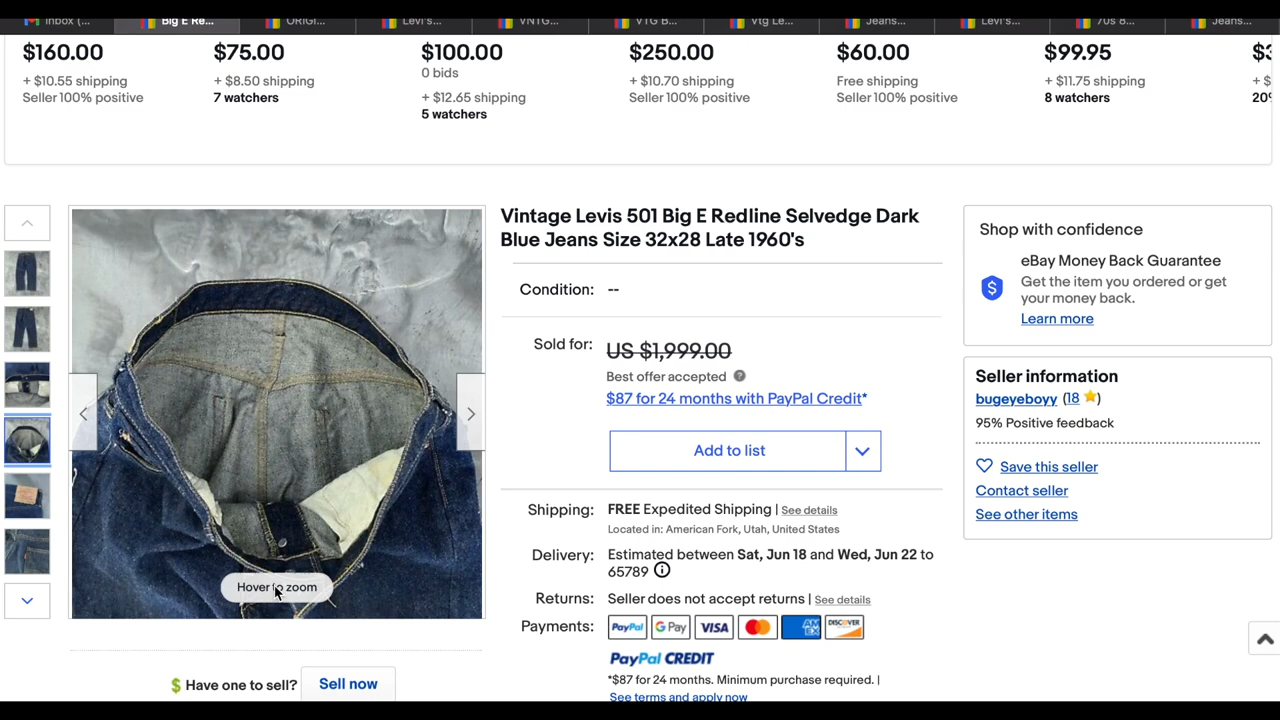 Inbox (...
Big E Re...
ORIGI...
Levi's...
VNTG...
VTG B...
Vtg Le...
Jeans...
Levi's...
70s 8...
Jeans...
$160.00
$75.00
$100.00
$250.00
$60.00
$99.95
+ $10.55 shipping
Seller 100% positive
+ $8.50 shipping
7 watchers
0 bids
+ $12.65 shipping
5 watchers
+ $10.70 shipping
Seller 100% positive
Free shipping
Seller 100% positive
+ $11.75 shipping
8 watchers
Vintage Levis 501 Big E Redline Selvedge Dark
Blue Jeans Size 32x28 Late 1960's
Condition: --
Sold for: US $1,999.00
Best offer accepted
$87 for 24 months with PayPal Credit*
Add to list
Shipping: FREE Expedited Shipping | See details
Located in: American Fork, Utah, United States
Delivery: Estimated between Sat, Jun 18 and Wed, Jun 22 to
65789
Returns: Seller does not accept returns | See details
Payments: PayPal G Pay VISA mastercard AMEX DISCOVER
PayPal CREDIT
*$87 for 24 months. Minimum purchase required. |
See terms and apply now
Hover to zoom
Have one to sell? Sell now
Shop with confidence
eBay Money Back Guarantee
Get the item you ordered or get
your money back.
Learn more
Seller information
bugeyeboyy (18)
95% Positive feedback
Save this seller
Contact seller
See other items